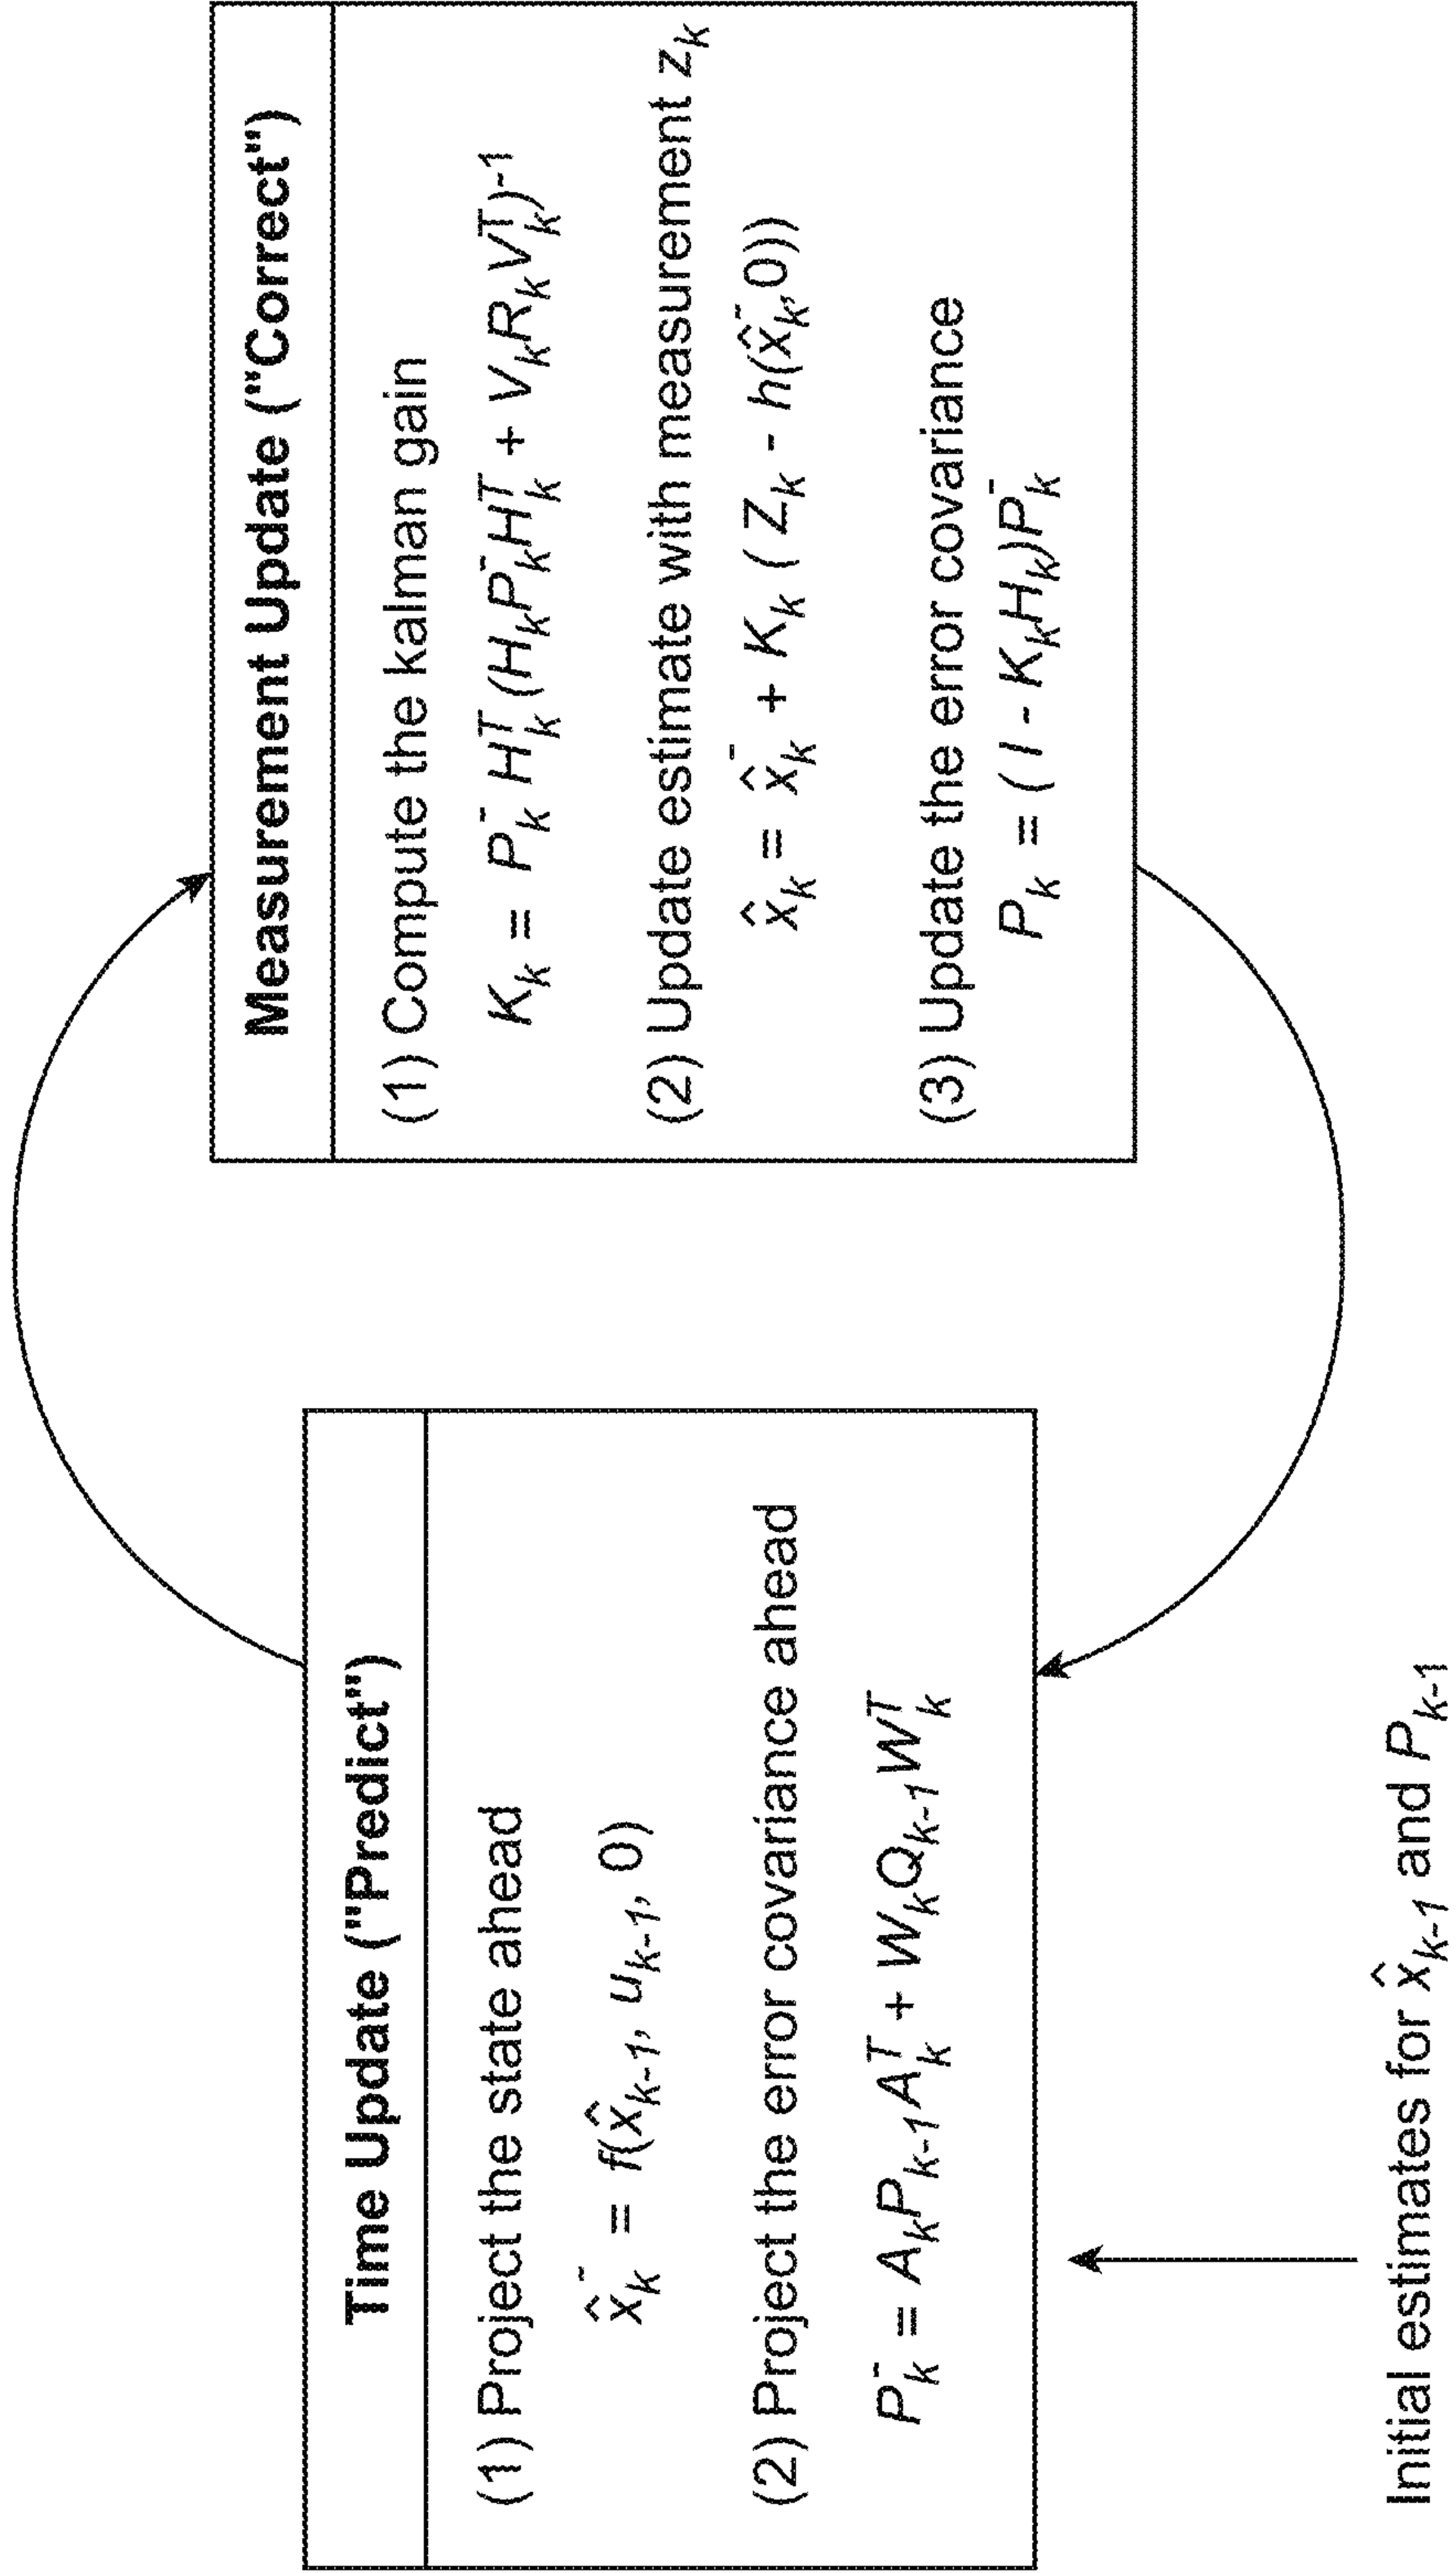 Time Update ("Predict")
(1) Project the state ahead
x̂ₖ⁻ = f(x̂ₖ₋₁, uₖ₋₁, 0)
(2) Project the error covariance ahead
Pₖ⁻ = AₖPₖ₋₁Aₖᵀ + WₖQₖ₋₁Wₖᵀ
Initial estimates for x̂ₖ₋₁ and Pₖ₋₁
Measurement Update ("Correct")
(1) Compute the kalman gain
Kₖ = Pₖ⁻Hₖᵀ(HₖPₖ⁻Hₖᵀ + VₖRₖVₖᵀ)⁻¹
(2) Update estimate with measurement zₖ
x̂ₖ = x̂ₖ⁻ + Kₖ ( Zₖ - h(x̂ₖ⁻,0))
(3) Update the error covariance
Pₖ = ( I - KₖHₖ)Pₖ⁻